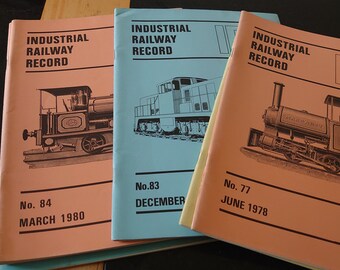 INDUSTRIAL
RAILWAY
RECORD
No. 84
MARCH 1980
INDUSTRIAL
RAILWAY
RECORD
No.83
DECEMBER
INDUSTRIAL
RAILWAY
RECORD
No. 77
JUNE 1978